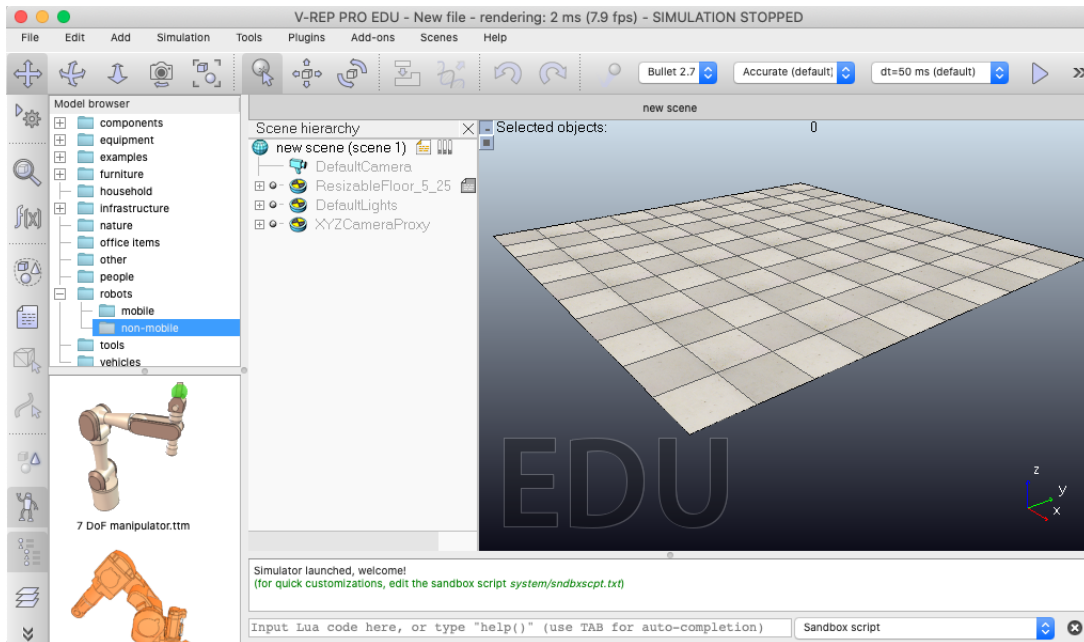 V-REP PRO EDU - New file - rendering: 2 ms (7.9 fps) - SIMULATION STOPPED
File Edit Add Simulation Tools Plugins Add-ons Scenes Help
Bullet 2.7 Accurate (default) dt=50 ms (default)
Model browser
components
equipment
examples
furniture
household
infrastructure
nature
office items
other
people
robots
mobile
non-mobile
tools
vehicles
7 DoF manipulator.ttm
f(x)
new scene
Scene hierarchy
new scene (scene 1)
DefaultCamera
ResizableFloor_5_25
DefaultLights
XYZCameraProxy
Selected objects: 0
EDU
z
y
x
Simulator launched, welcome!
(for quick customizations, edit the sandbox script system/sndbxscpt.txt)
Input Lua code here, or type "help()" (use TAB for auto-completion) Sandbox script